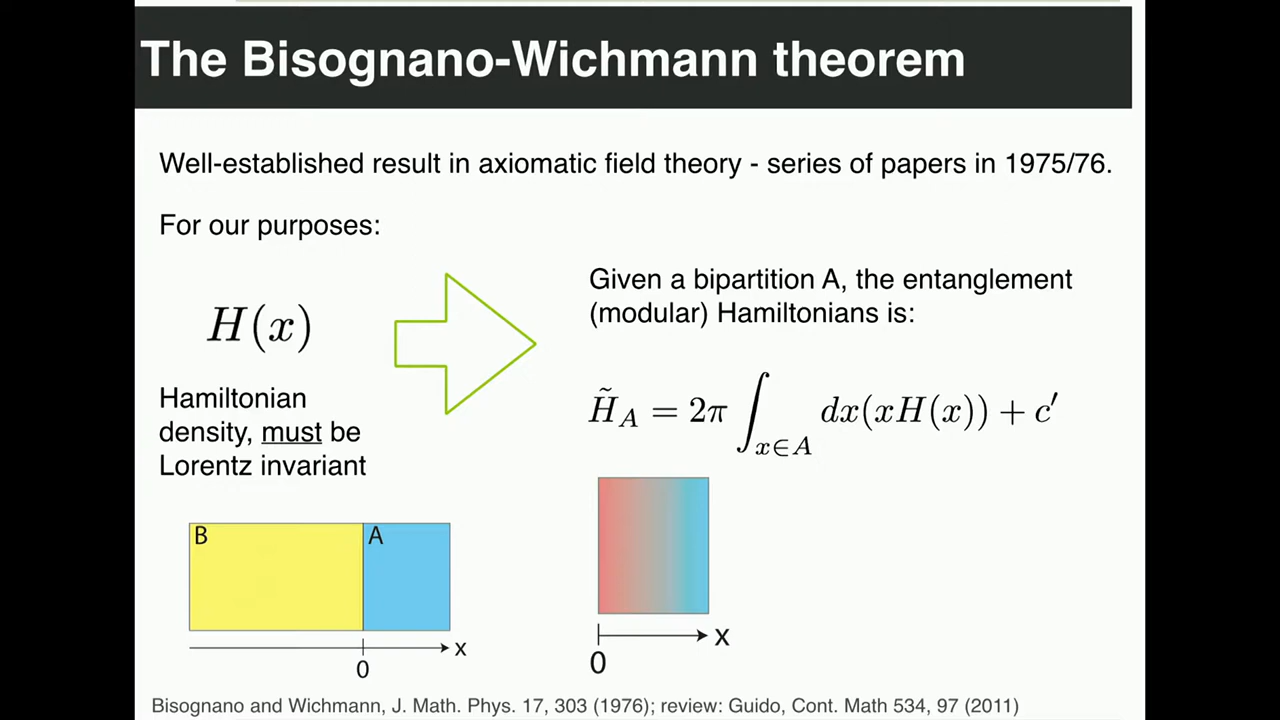 The Bisognano-Wichmann theorem
Well-established result in axiomatic field theory - series of papers in 1975/76.
For our purposes:
H(x)
Hamiltonian
density, must be
Lorentz invariant
Given a bipartition A, the entanglement
(modular) Hamiltonians is:
H̃_A = 2π ∫_{x∈A} dx(xH(x)) + c′
B
A
x
0
x
0
Bisognano and Wichmann, J. Math. Phys. 17, 303 (1976); review: Guido, Cont. Math 534, 97 (2011)